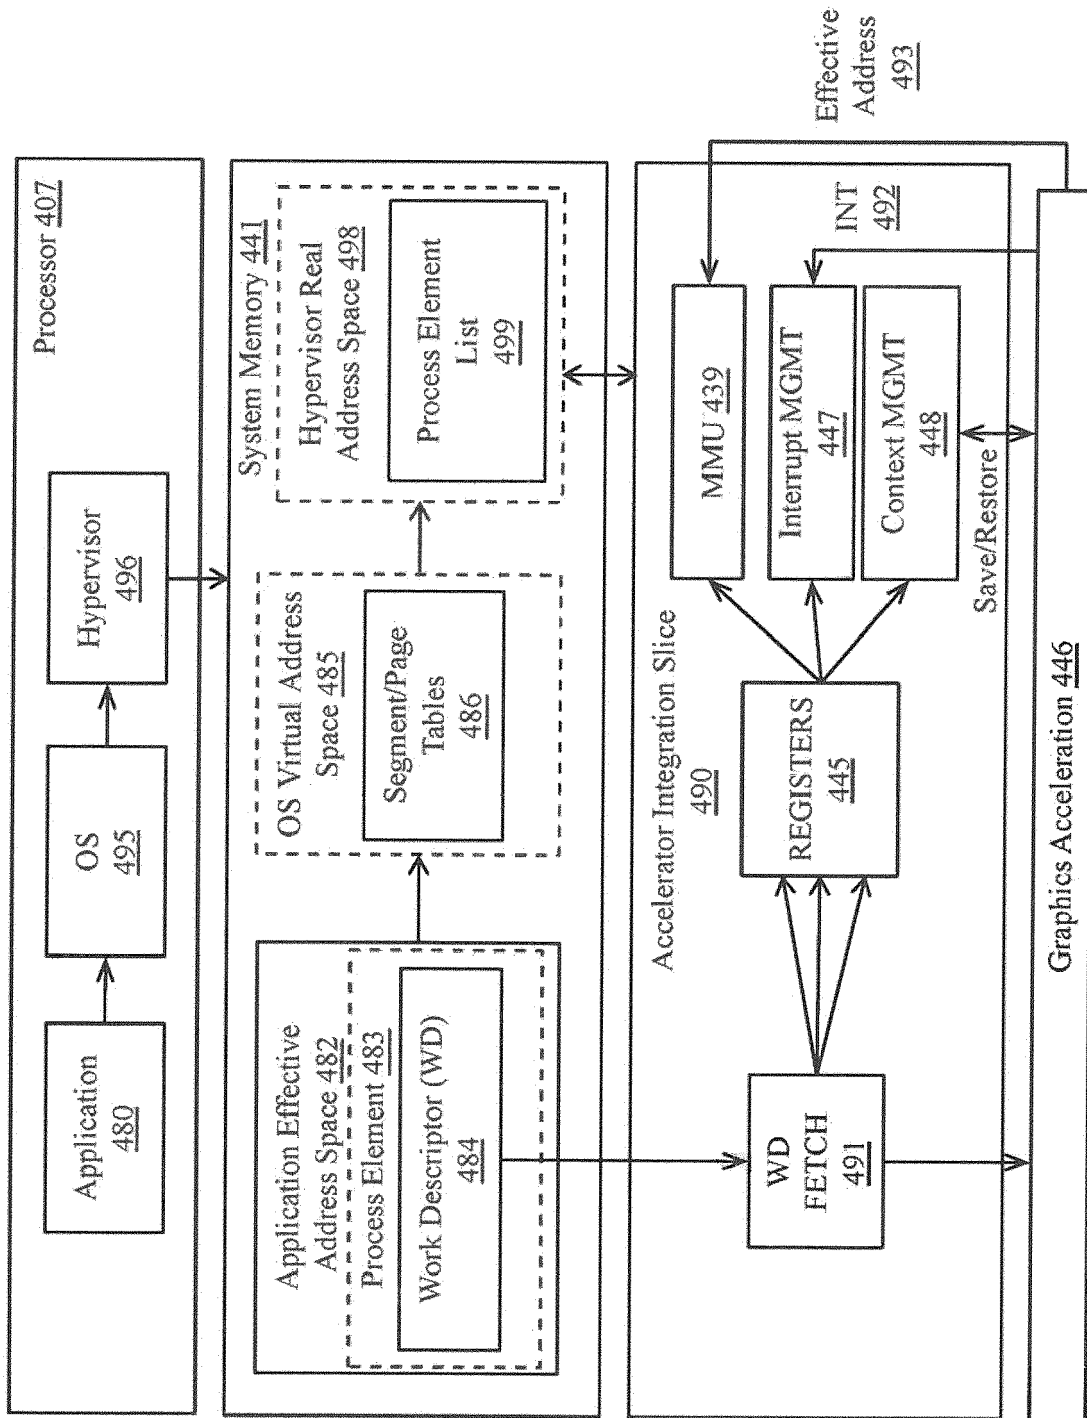 Processor 407
Application
480
OS
495
Hypervisor
496
System Memory 441
Application Effective
Address Space 482
Process Element 483
Work Descriptor (WD)
484
OS Virtual Address
Space 485
Segment/Page
Tables
486
Hypervisor Real
Address Space 498
Process Element
List
499
Accelerator Integration Slice
490
WD
FETCH
491
REGISTERS
445
MMU 439
Interrupt MGMT
447
Context MGMT
448
Save/Restore
INT
492
Effective
Address
493
Graphics Acceleration 446